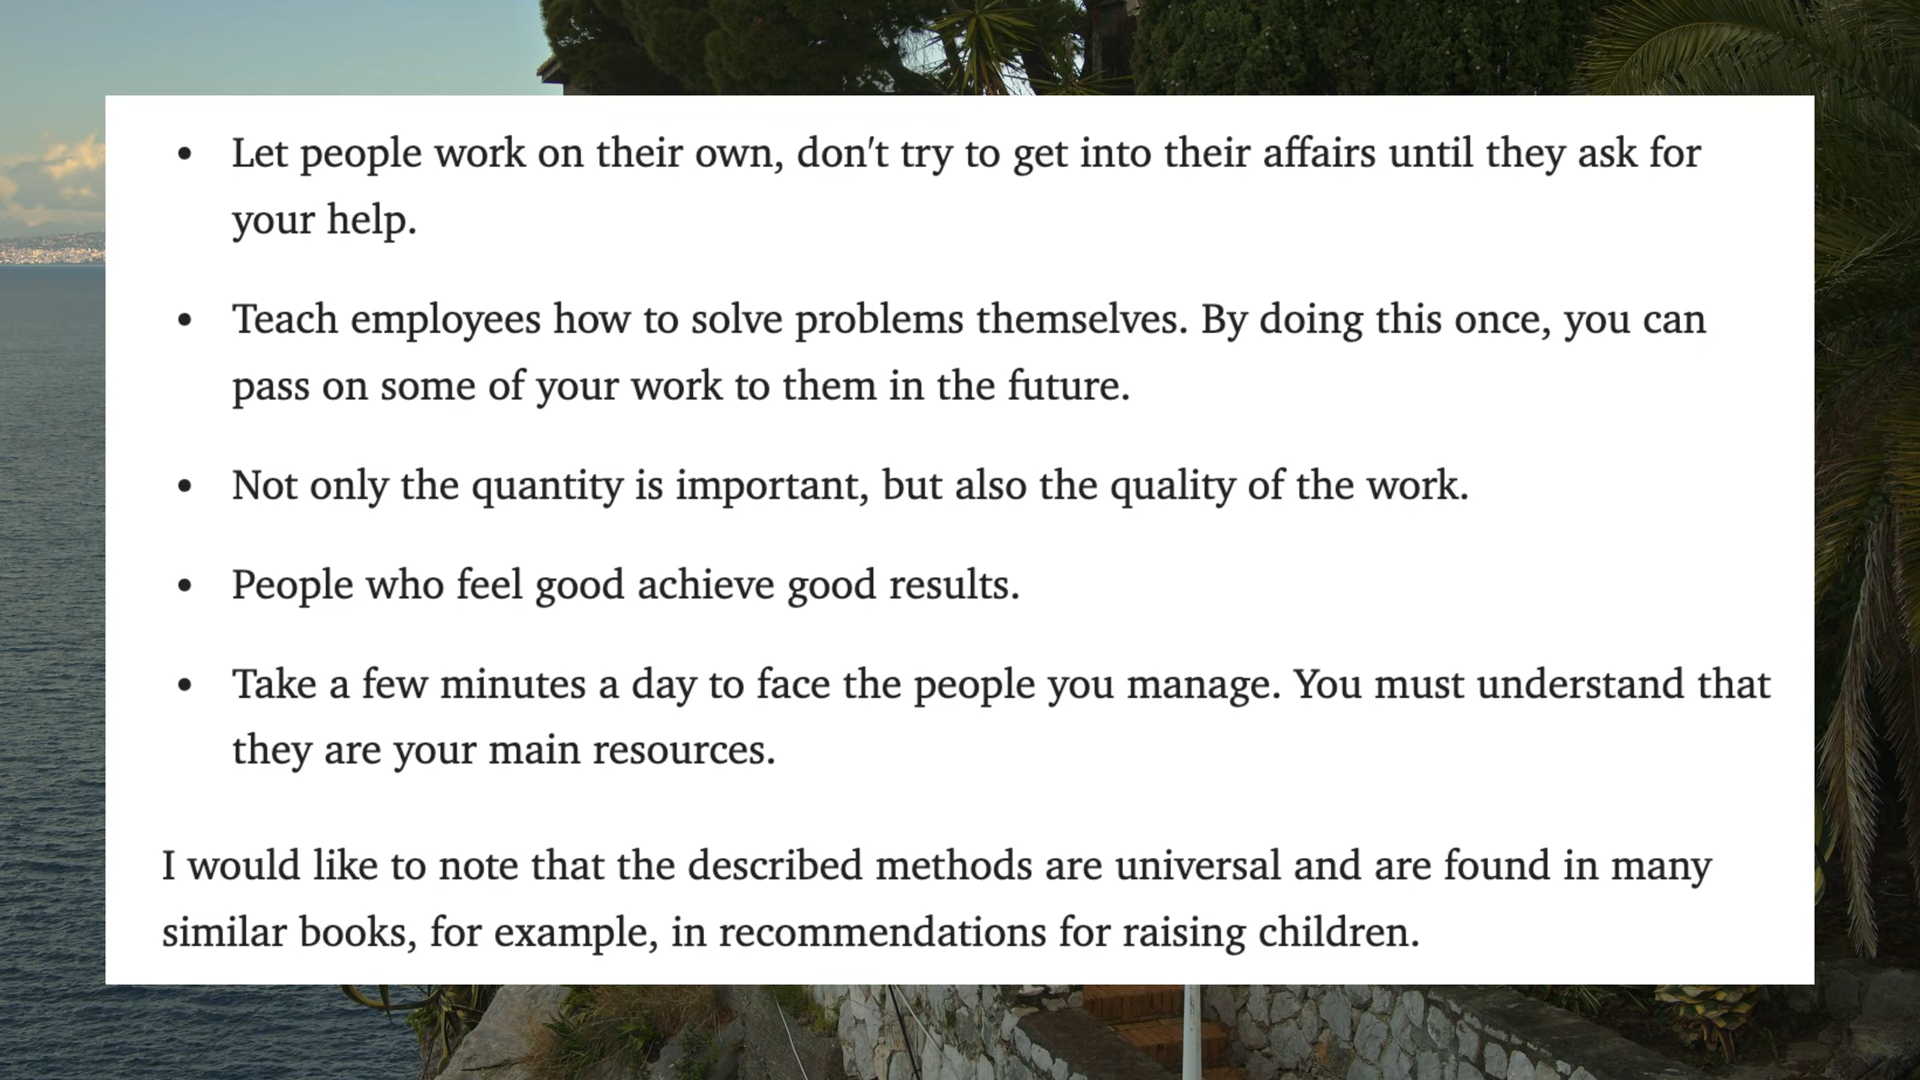 • Let people work on their own, don't try to get into their affairs until they ask for
your help.
• Teach employees how to solve problems themselves. By doing this once, you can
pass on some of your work to them in the future.
• Not only the quantity is important, but also the quality of the work.
• People who feel good achieve good results.
• Take a few minutes a day to face the people you manage. You must understand that
they are your main resources.
I would like to note that the described methods are universal and are found in many
similar books, for example, in recommendations for raising children.